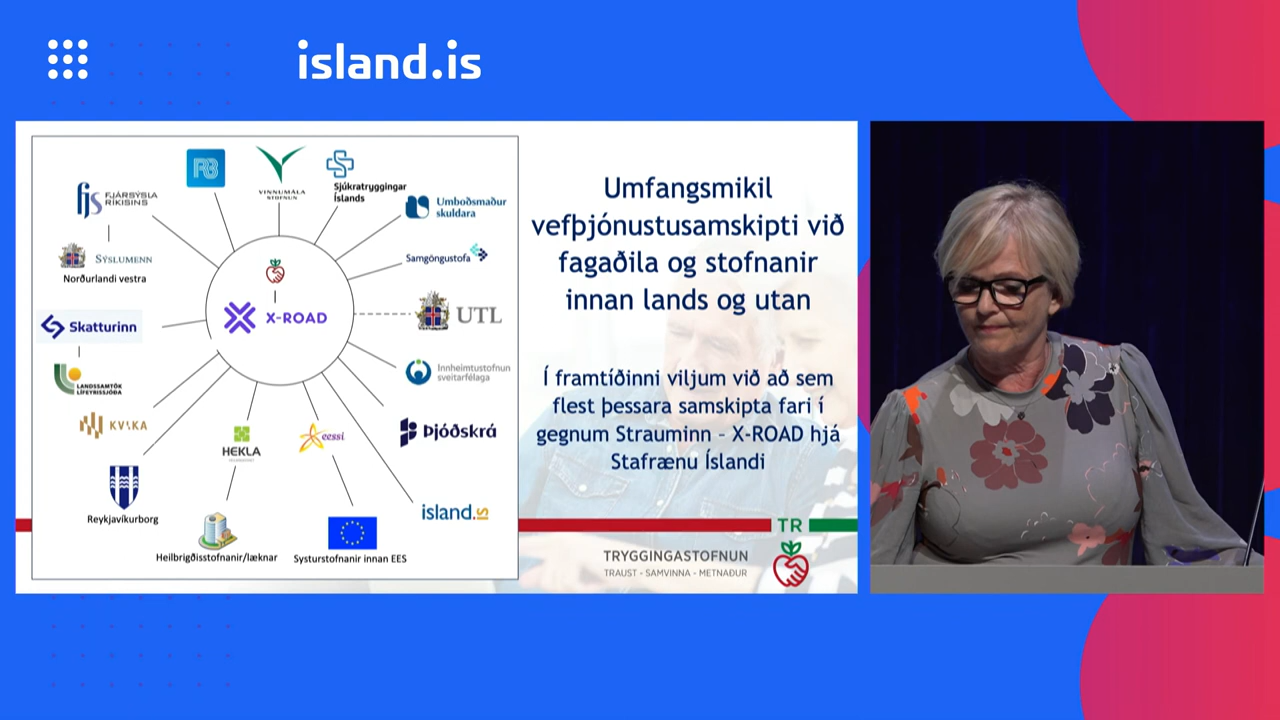 island.is
FJÁRSÝSLA
RÍKISINS
fjs
RB
VINNUMÁLA
STOFNUN
Sjúkratryggingar
Íslands
Umboðsmaður
skuldara
SÝSLUMENN
Norðurlandi vestra
Samgöngustofa
X-ROAD
UTL
Skatturinn
LANDSSAMTÖK
LÍFEYRISSJÓÐA
Innheimtustofnun
sveitarfélaga
KVIKA
HEKLA
eessi
Þjóðskrá
Reykjavíkurborg
island.is
Heilbrigðisstofnanir/læknar
Systurstofnanir innan EES
Umfangsmikil
vefþjónustusamskipti við
fagaðila og stofnanir
innan lands og utan
Í framtíðinni viljum við að sem
flest þessara samskipta fari í
gegnum Strauminn – X-ROAD hjá
Stafrænu Íslandi
TR
TRYGGINGASTOFNUN
TRAUST - SAMVINNA - METNAÐUR